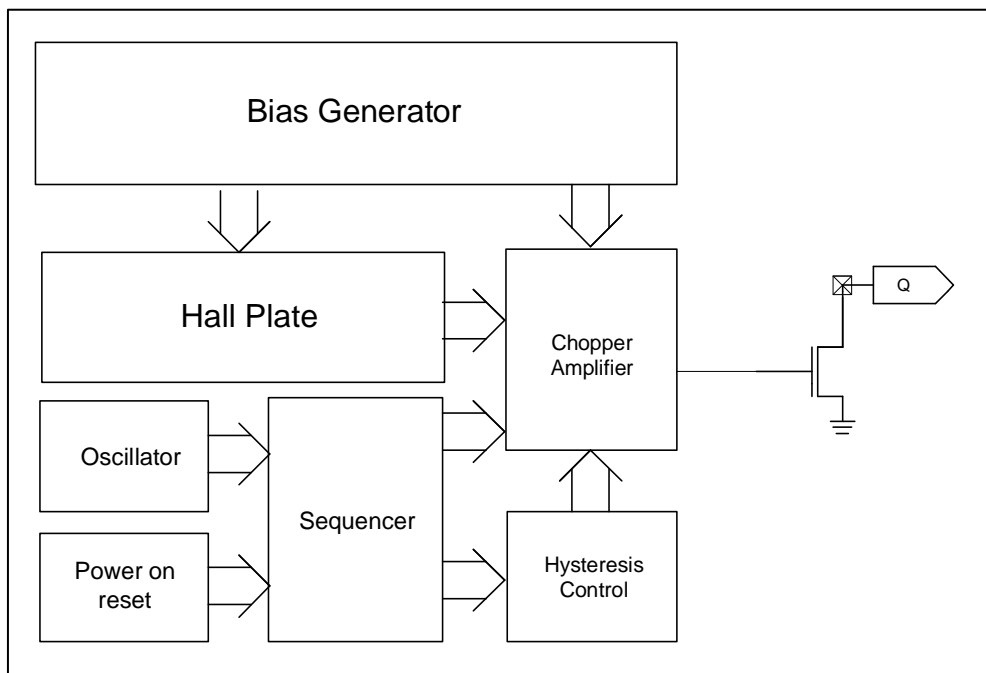 Bias Generator
Hall Plate
Chopper
Amplifier
Q
Oscillator
Sequencer
Power on
reset
Hysteresis
Control